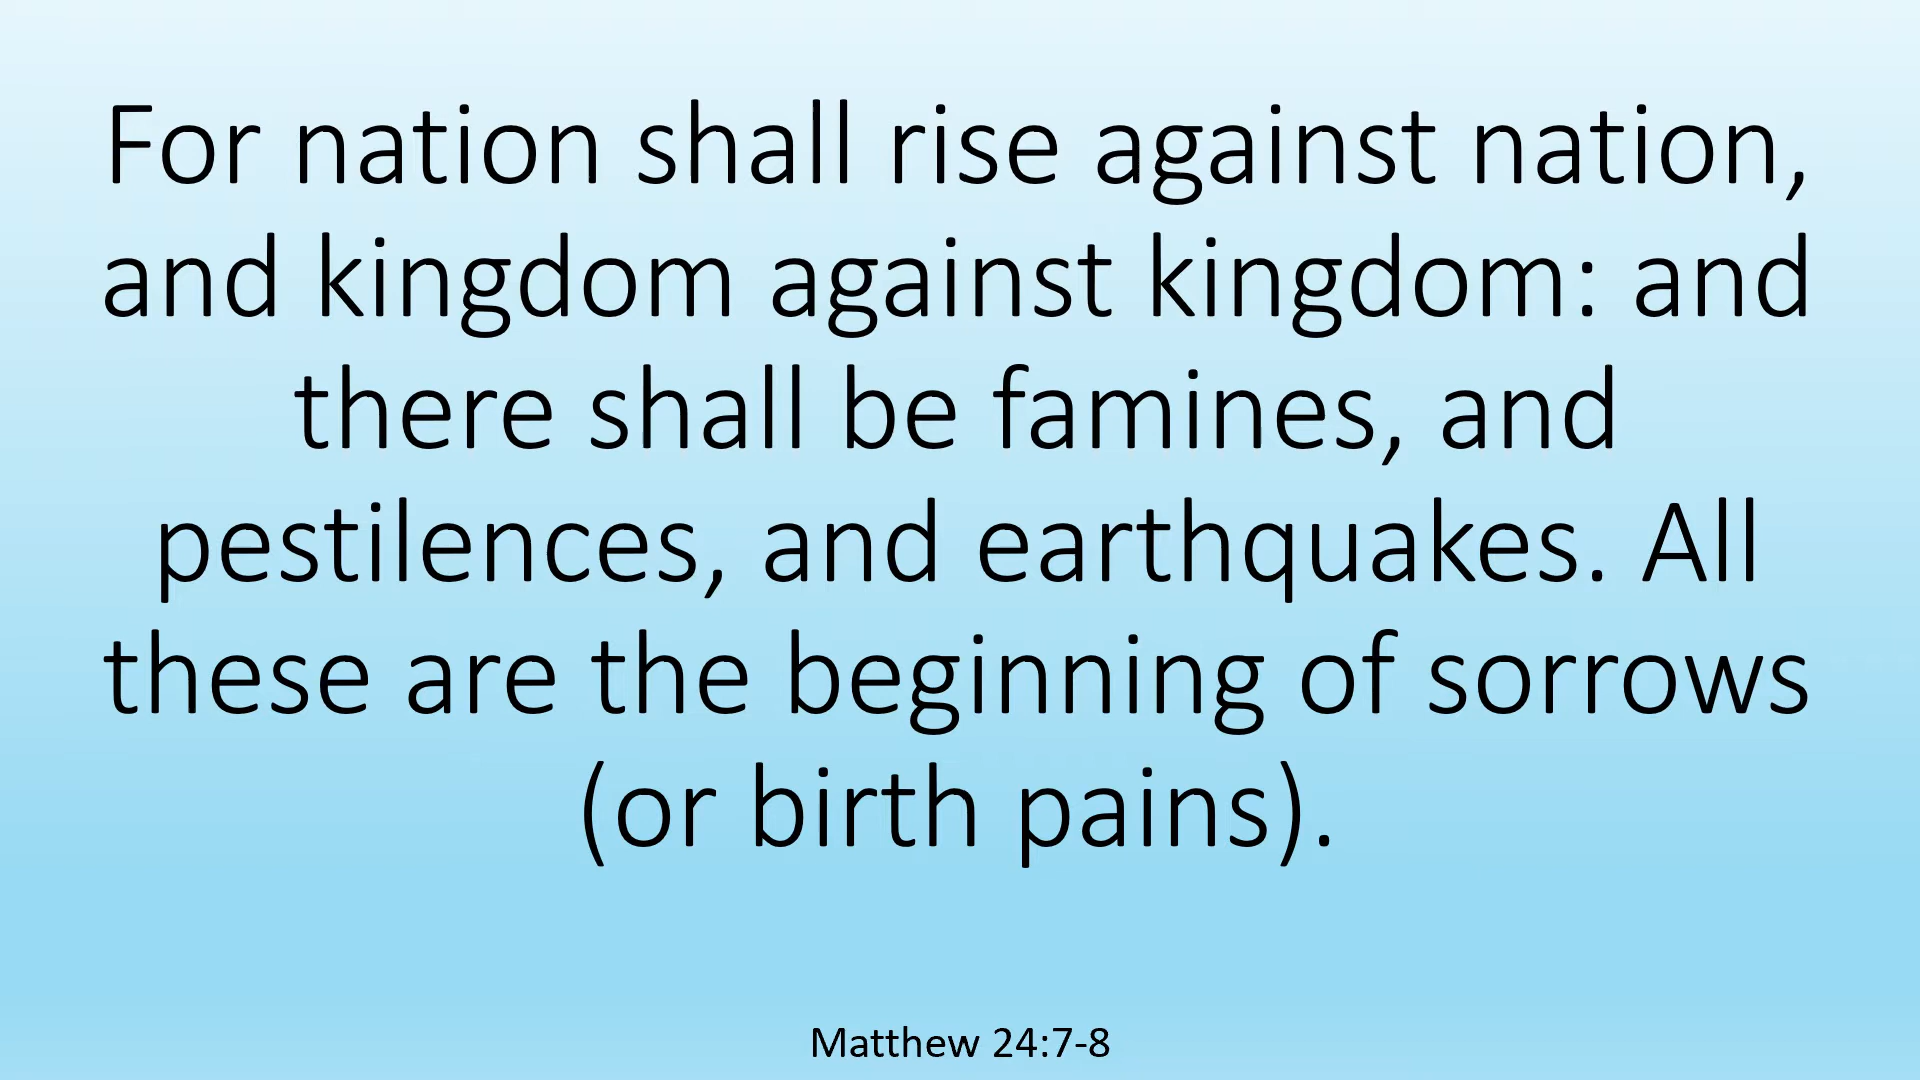 For nation shall rise against nation,
and kingdom against kingdom: and
there shall be famines, and
pestilences, and earthquakes. All
these are the beginning of sorrows
(or birth pains).
Matthew 24:7-8